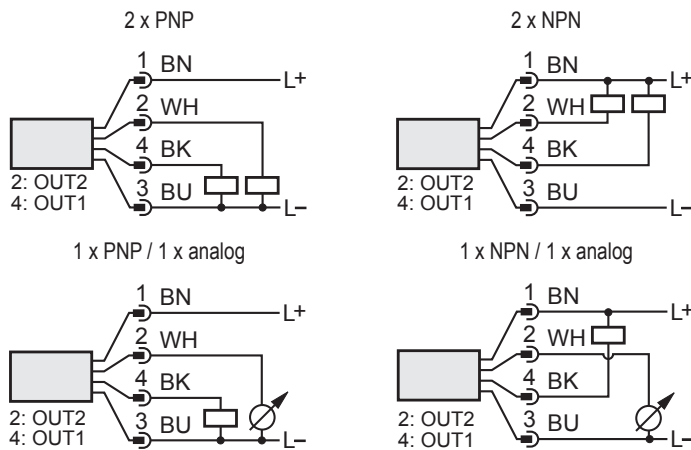 2 x PNP
1 BN
L+
2 WH
4 BK
2: OUT2
4: OUT1
3 BU
L–
2 x NPN
1 BN
L+
2 WH
4 BK
2: OUT2
4: OUT1
3 BU
L–
1 x PNP / 1 x analog
1 BN
L+
2 WH
4 BK
2: OUT2
4: OUT1
3 BU
L–
1 x NPN / 1 x analog
1 BN
L+
2 WH
4 BK
2: OUT2
4: OUT1
3 BU
L–